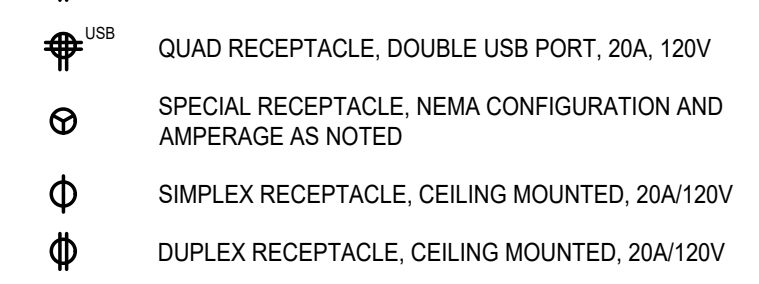 USB
QUAD RECEPTACLE, DOUBLE USB PORT, 20A, 120V
SPECIAL RECEPTACLE, NEMA CONFIGURATION AND
AMPERAGE AS NOTED
SIMPLEX RECEPTACLE, CEILING MOUNTED, 20A/120V
DUPLEX RECEPTACLE, CEILING MOUNTED, 20A/120V